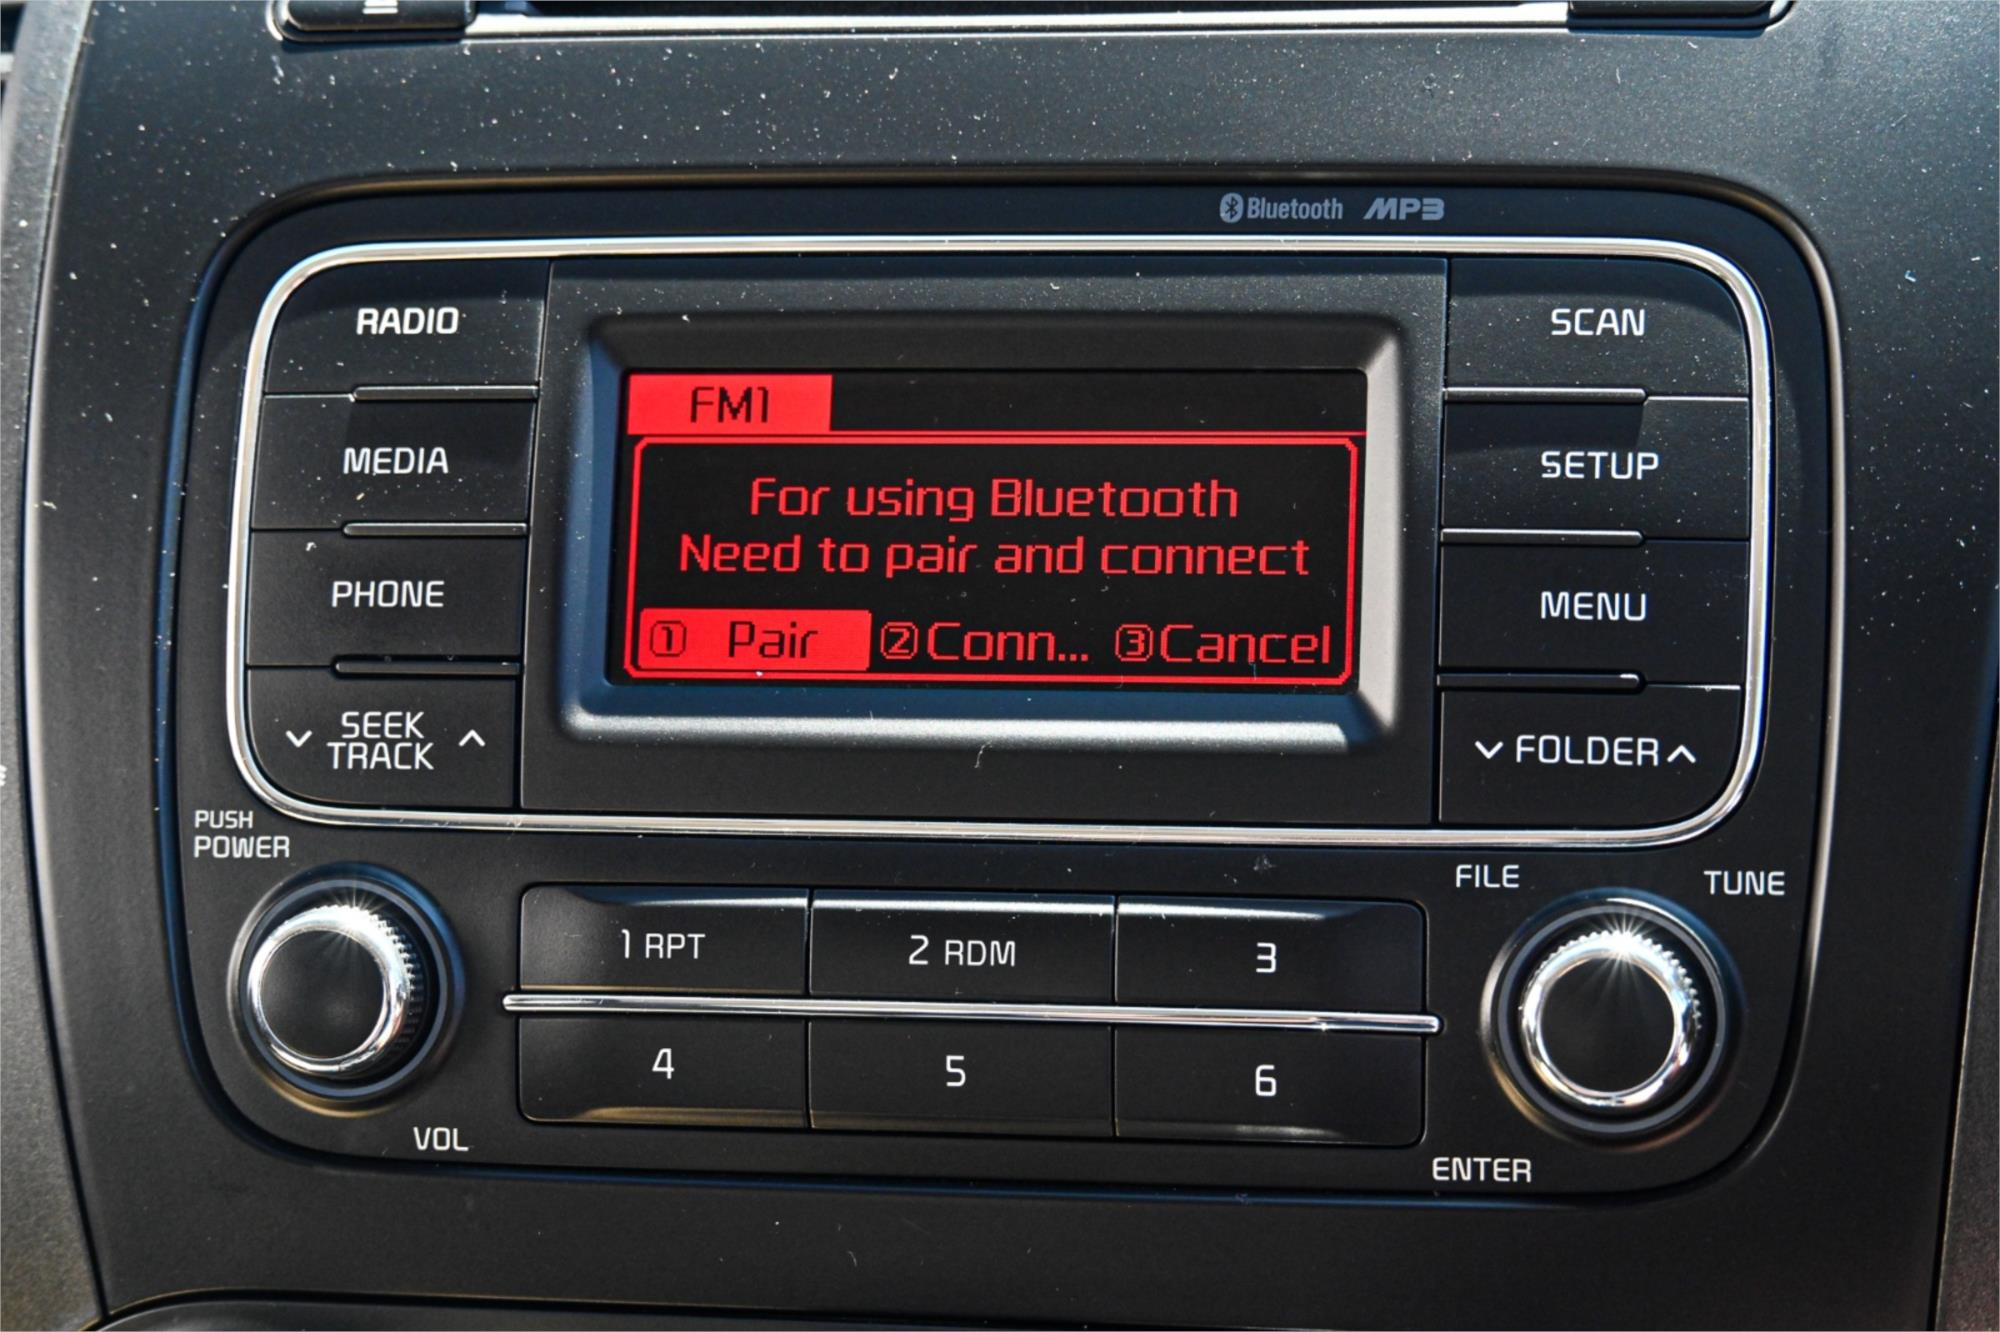 Bluetooth MP3
RADIO
SCAN
FM1
MEDIA
SETUP
For using Bluetooth
Need to pair and connect
PHONE
MENU
① Pair ②Conn... ③Cancel
SEEK
TRACK
FOLDER
PUSH
POWER
FILE
TUNE
1 RPT
2 RDM
3
4
5
6
VOL
ENTER